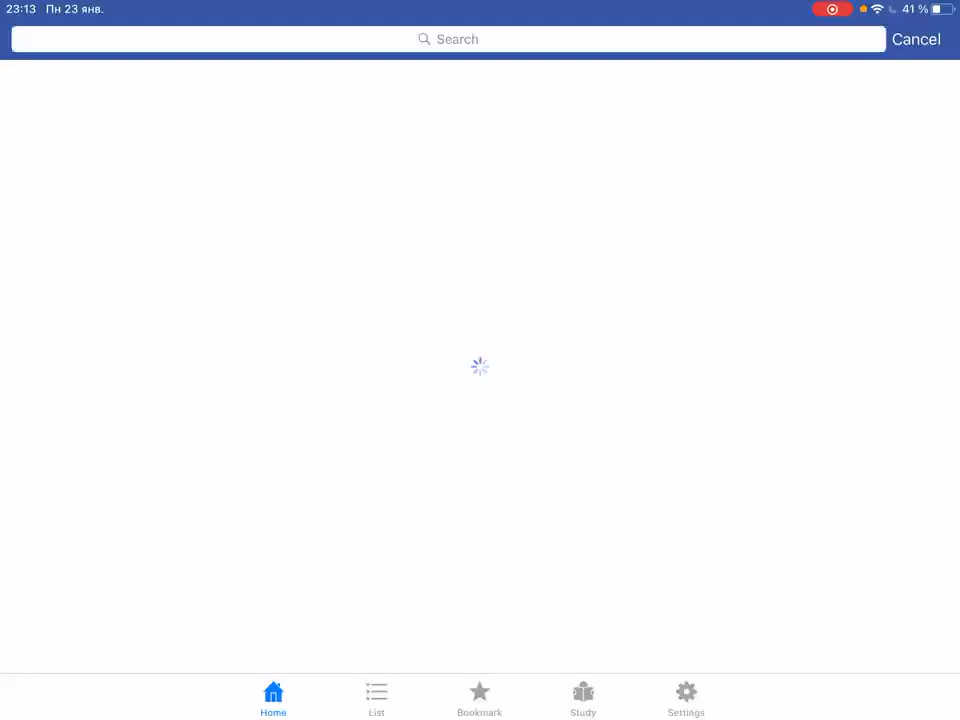 23:13 Пн 23 янв. 41 %
Search Cancel
Home List Bookmark Study Settings